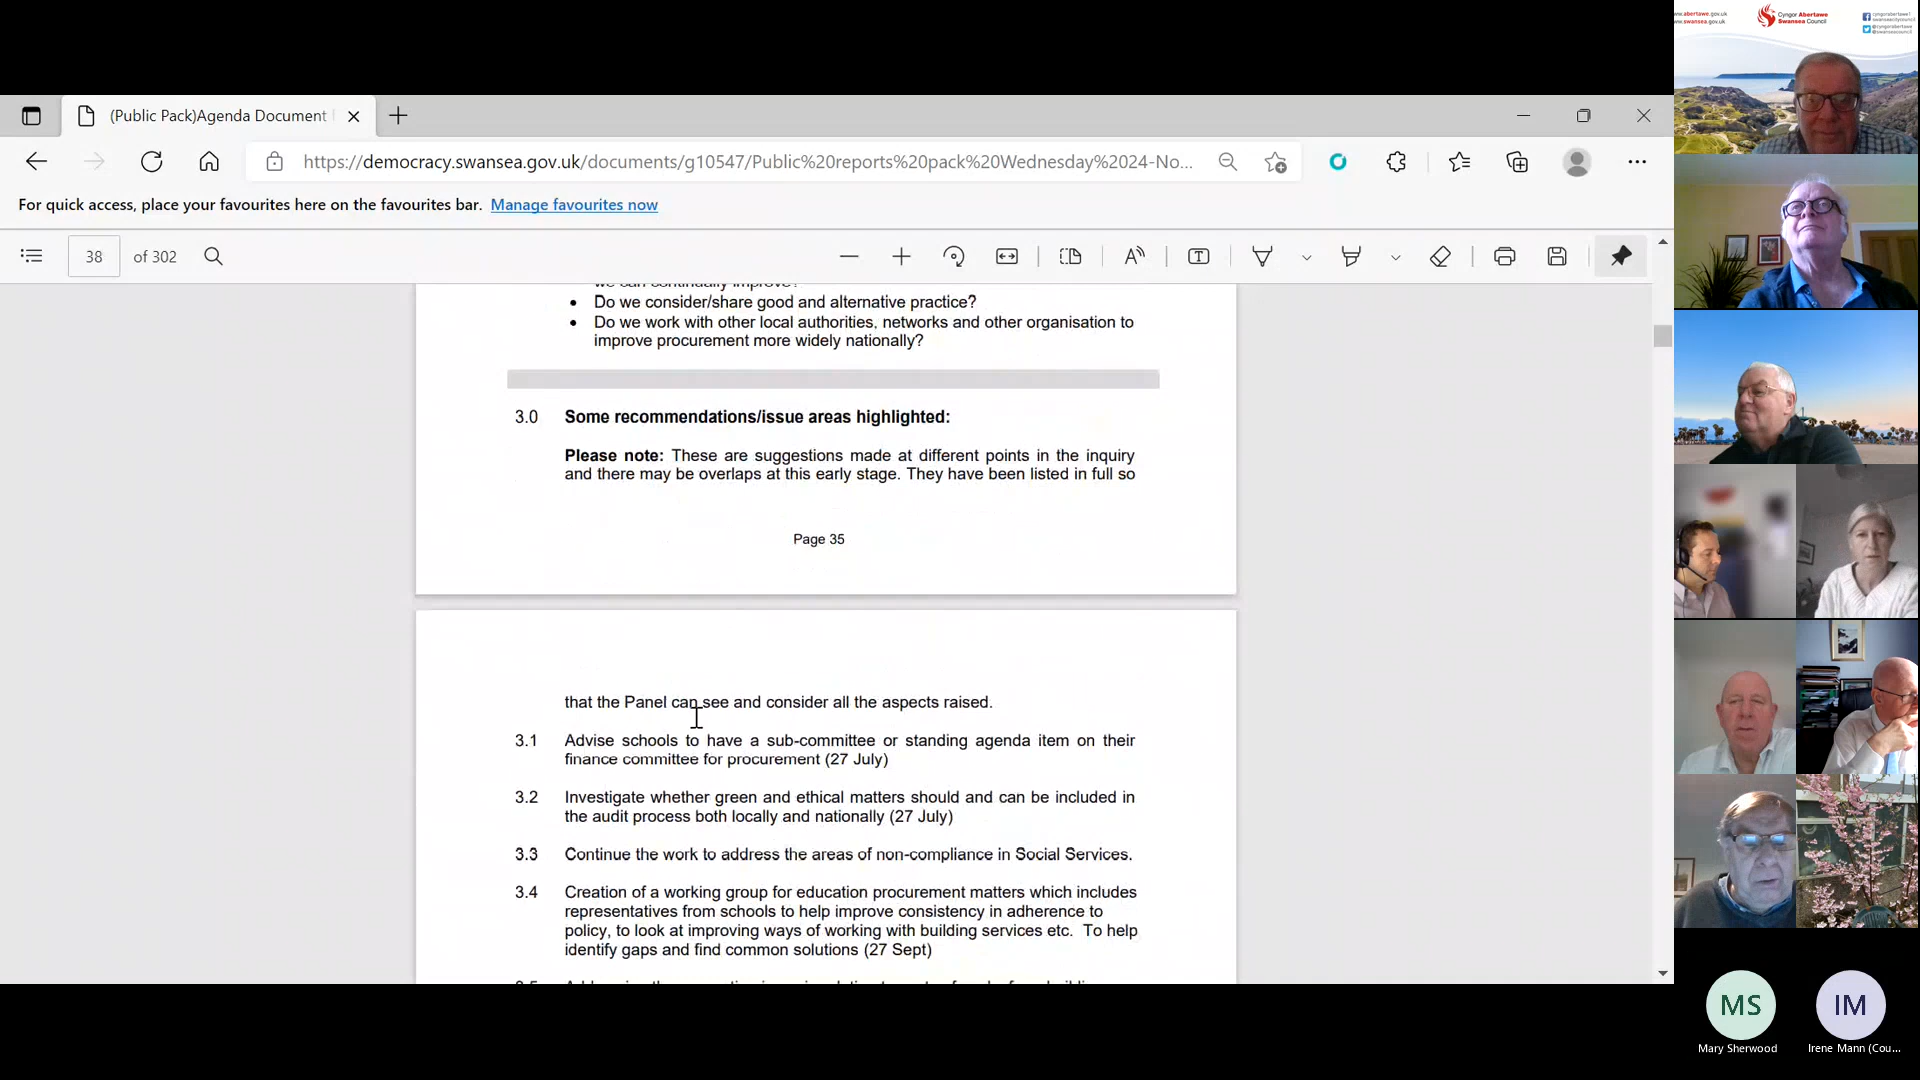 (Public Pack)Agenda Document
https://democracy.swansea.gov.uk/documents/g10547/Public%20reports%20pack%20Wednesday%2024-No...
For quick access, place your favourites here on the favourites bar. Manage favourites now
38 of 302
we can continually improve?
• Do we consider/share good and alternative practice?
• Do we work with other local authorities, networks and other organisation to
improve procurement more widely nationally?
3.0 Some recommendations/issue areas highlighted:
Please note: These are suggestions made at different points in the inquiry
and there may be overlaps at this early stage. They have been listed in full so
Page 35
that the Panel can see and consider all the aspects raised.
3.1 Advise schools to have a sub-committee or standing agenda item on their
finance committee for procurement (27 July)
3.2 Investigate whether green and ethical matters should and can be included in
the audit process both locally and nationally (27 July)
3.3 Continue the work to address the areas of non-compliance in Social Services.
3.4 Creation of a working group for education procurement matters which includes
representatives from schools to help improve consistency in adherence to
policy, to look at improving ways of working with building services etc. To help
identify gaps and find common solutions (27 Sept)
Cyngor Abertawe
Swansea Council
MS
Mary Sherwood
IM
Irene Mann (Cou...